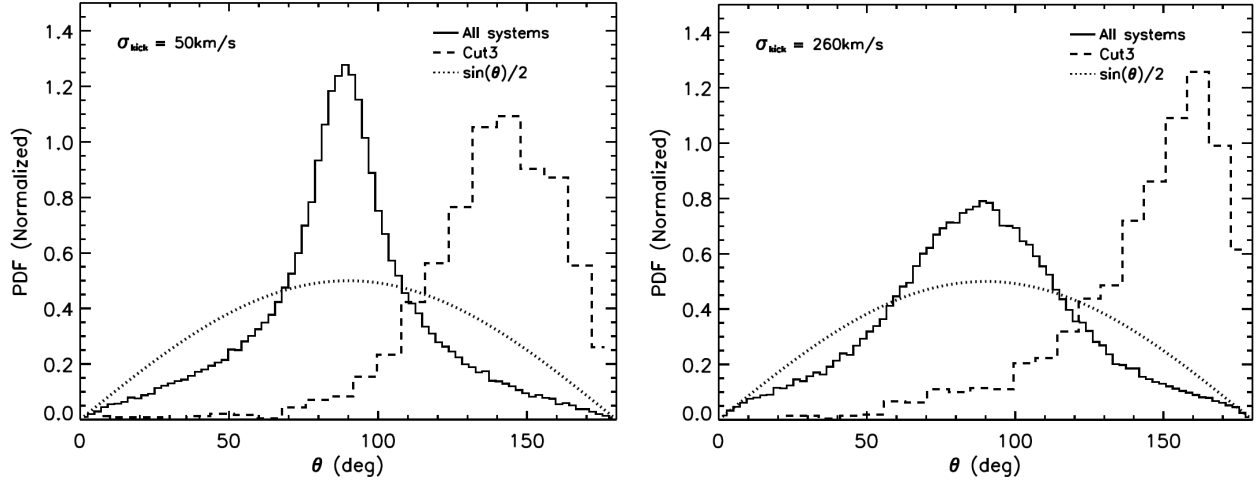 σkick = 50km/s
All systems
Cut3
sin(θ)/2
PDF (Normalized)
1.4
1.2
1.0
0.8
0.6
0.4
0.2
0.0
0
50
100
150
θ (deg)
σkick = 260km/s
All systems
Cut3
sin(θ)/2
PDF (Normalized)
1.4
1.2
1.0
0.8
0.6
0.4
0.2
0.0
0
50
100
150
θ (deg)